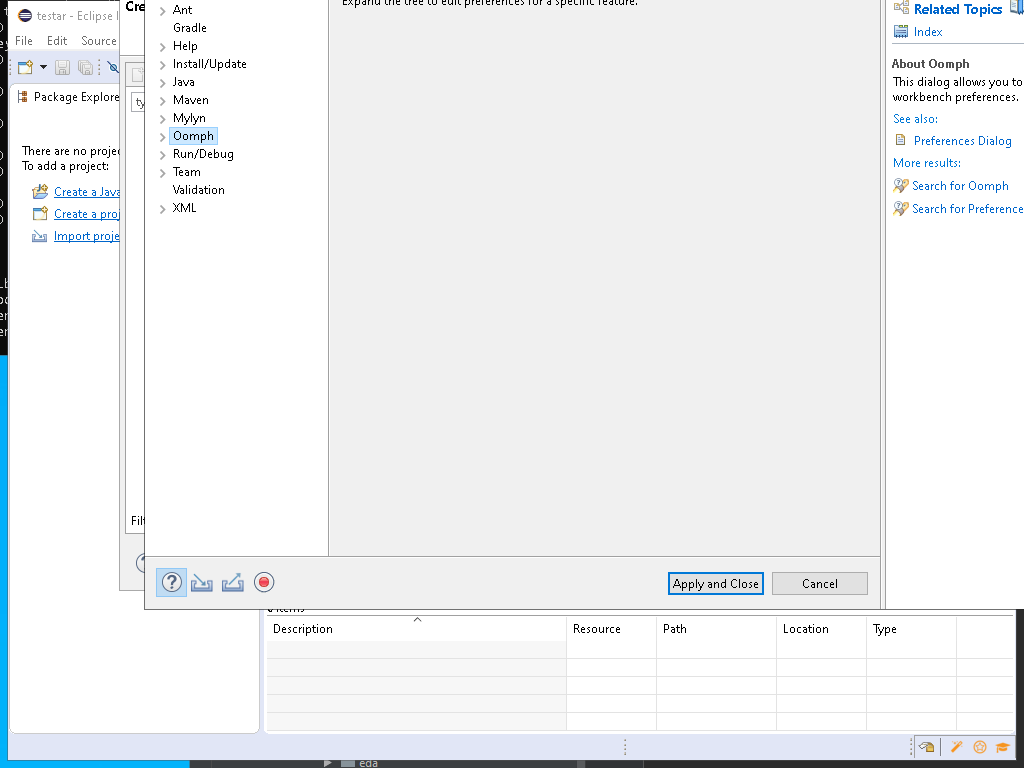 testar - Eclipse I
Cre
File Edit Source
Package Explore
There are no projec
To add a project:
Create a Java
Create a proj
Import proje
ty
Filt
Ant
Gradle
Help
Install/Update
Java
Maven
Mylyn
Oomph
Run/Debug
Team
Validation
XML
Expand the tree to edit preferences for a specific feature.
Apply and Close
Cancel
Related Topics
Index
About Oomph
This dialog allows you to
workbench preferences.
See also:
Preferences Dialog
More results:
Search for Oomph
Search for Preference
Description Resource Path Location Type
eda